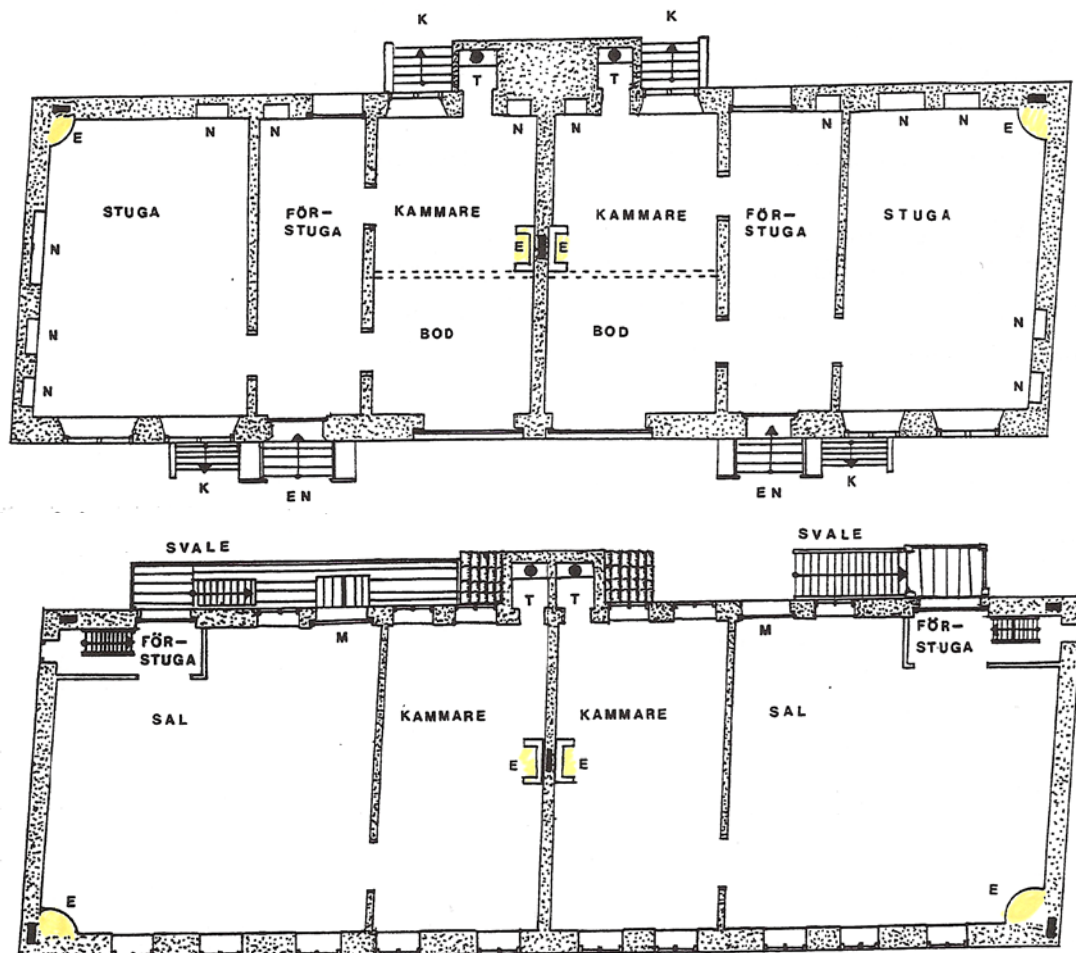 K K
T T
E N N N N N N N N E
STUGA FÖR-
STUGA KAMMARE KAMMARE FÖR-
STUGA STUGA
N E E
N BOD BOD N
N N
K EN EN K
SVALE SVALE
T T
FÖR-
STUGA M M FÖR-
STUGA
SAL KAMMARE KAMMARE SAL
E E
E E